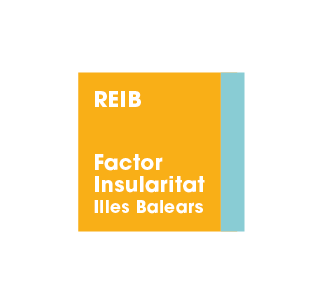 REIB
Factor
Insularitat
Illes Balears